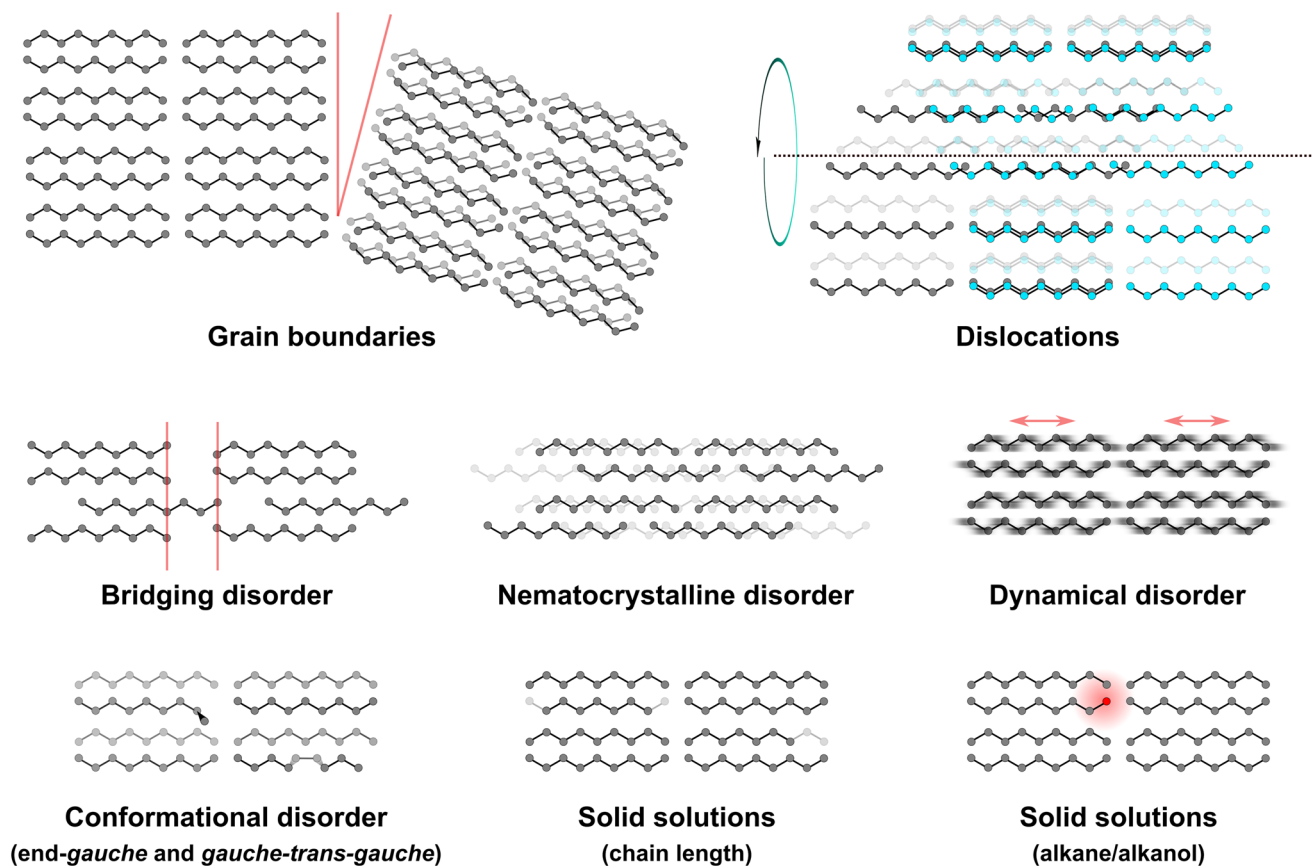 Grain boundaries
Dislocations
Bridging disorder
Nematocrystalline disorder
Dynamical disorder
Conformational disorder
(end-gauche and gauche-trans-gauche)
Solid solutions
(chain length)
Solid solutions
(alkane/alkanol)